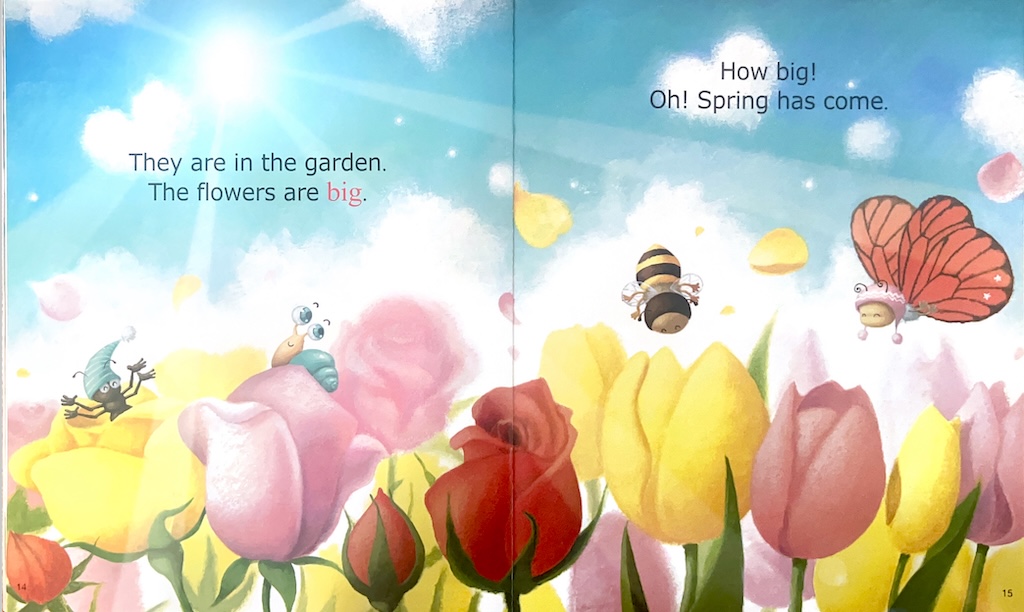 They are in the garden.
The flowers are big.
How big!
Oh! Spring has come.
14
15